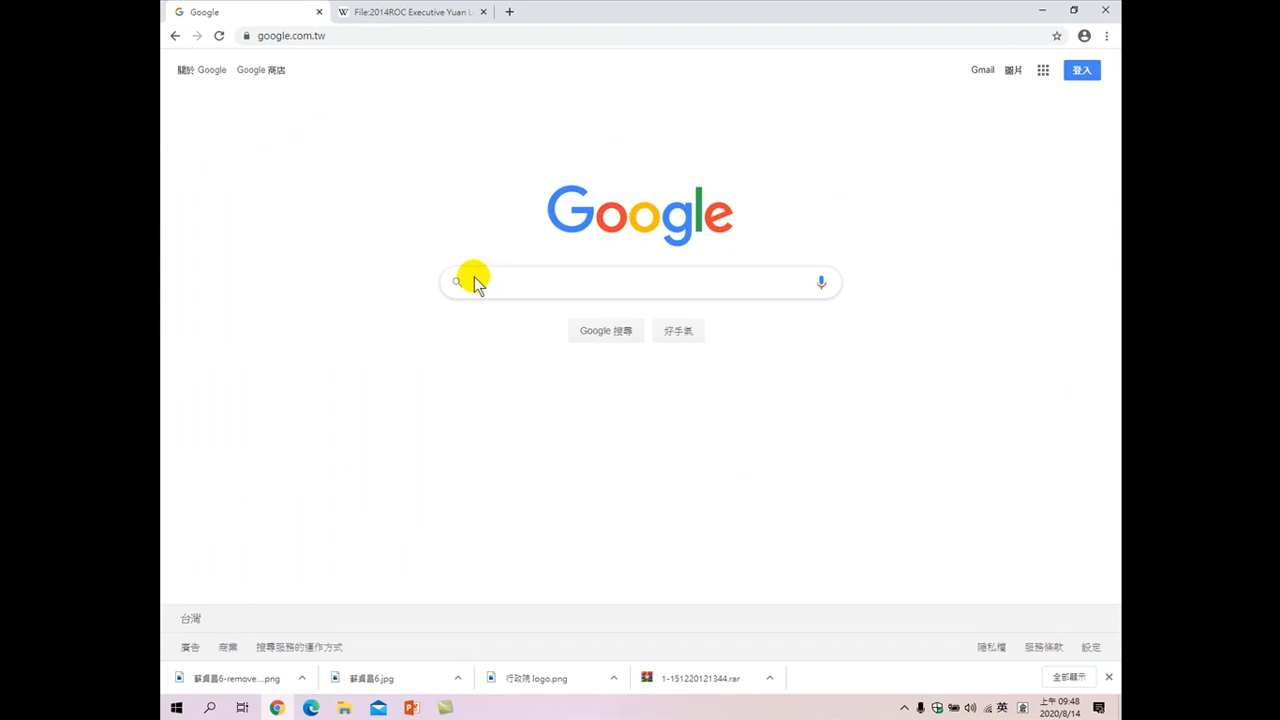 Google
File:2014ROC Executive Yuan L
google.com.tw
關於 Google
Google 商店
Gmail
圖片
登入
Google
Google 搜尋
好手氣
台灣
廣告
商業
搜尋服務的運作方式
隱私權
服務條款
設定
蘇貞昌6-remove....png
蘇貞昌6.jpg
行政院 logo.png
1-151220121344.rar
全部顯示
英
上午 09:48
2020/8/14